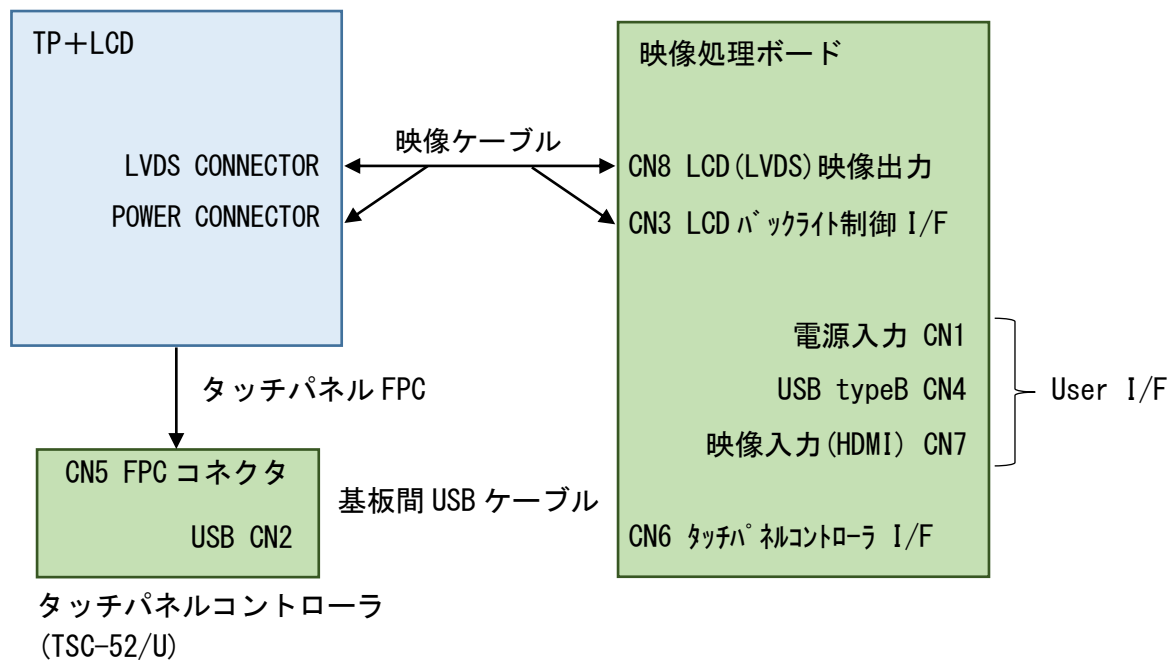 TP＋LCD
映像処理ボード
映像ケーブル
LVDS CONNECTOR
CN8 LCD(LVDS)映像出力
POWER CONNECTOR
CN3 LCD ﾊﾞｯｸﾗｲﾄ制御 I/F
電源入力 CN1
タッチパネル FPC
USB typeB CN4
User I/F
映像入力(HDMI) CN7
CN5 FPC コネクタ
基板間 USB ケーブル
USB CN2
CN6 ﾀｯﾁﾊﾟﾈﾙｺﾝﾄﾛｰﾗ I/F
タッチパネルコントローラ
(TSC-52/U)